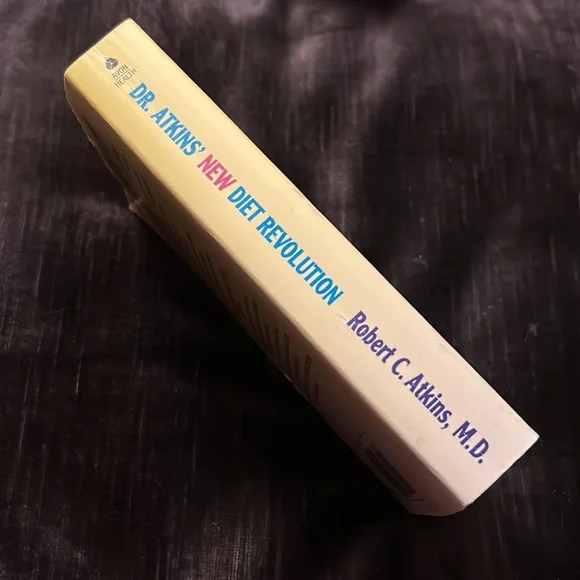 AVON
HEALTH
DR. ATKINS' NEW DIET REVOLUTION Robert C. Atkins, M.D.